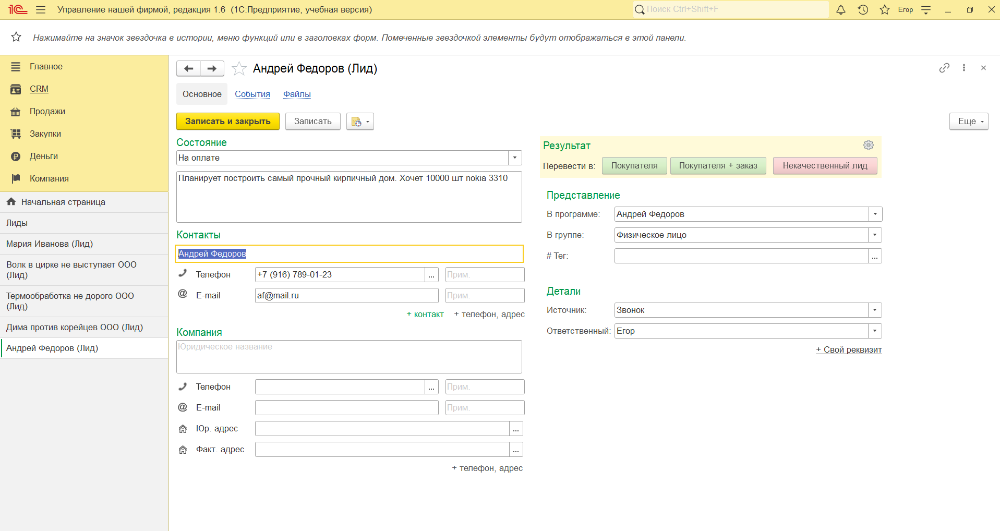 1С Управление нашей фирмой, редакция 1.6 (1С:Предприятие, учебная версия)
Поиск Ctrl+Shift+F
Егор
Нажимайте на значок звездочка в истории, меню функций или в заголовках форм. Помеченные звездочкой элементы будут отображаться в этой панели.
Главное
CRM
Продажи
Закупки
Деньги
Компания
Начальная страница
Лиды
Мария Иванова (Лид)
Волк в цирке не выступает ООО
(Лид)
Термообработка не дорого ООО
(Лид)
Дима против корейцев ООО (Лид)
Андрей Федоров (Лид)
Андрей Федоров (Лид)
Основное События Файлы
Записать и закрыть Записать
Еще
Состояние
На оплате
Планирует построить самый прочный кирпичный дом. Хочет 10000 шт nokia 3310
Контакты
Андрей Федоров
Телефон +7 (916) 789-01-23 ... Прим.
@ E-mail af@mail.ru Прим.
+ контакт + телефон, адрес
Компания
Юридическое название
Телефон ... Прим.
@ E-mail Прим.
Юр. адрес ...
Факт. адрес ...
+ телефон, адрес
Результат
Перевести в: Покупателя Покупателя + заказ Некачественный лид
Представление
В программе: Андрей Федоров
В группе: Физическое лицо
# Тег: ...
Детали
Источник: Звонок
Ответственный: Егор
+ Свой реквизит